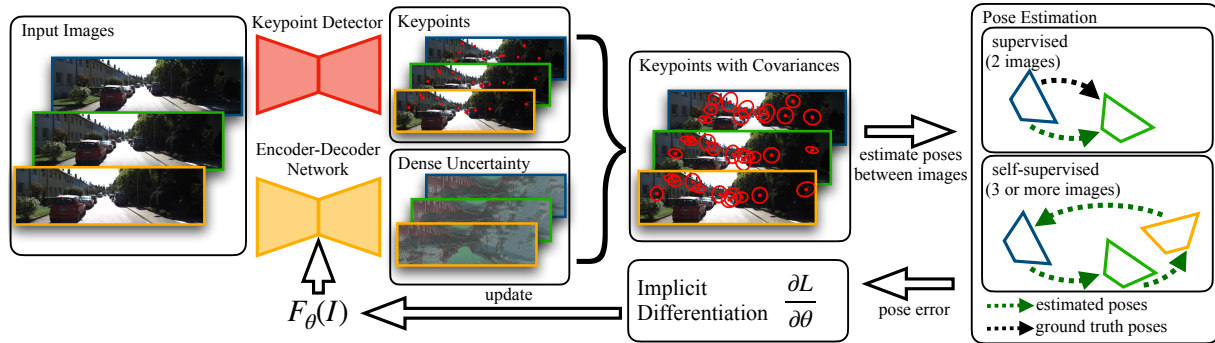 Input Images
Keypoint Detector
Encoder-Decoder
Network
Keypoints
Dense Uncertainty
Keypoints with Covariances
estimate poses
between images
Pose Estimation
supervised
(2 images)
self-supervised
(3 or more images)
estimated poses
ground truth poses
pose error
Implicit
Differentiation ∂L/∂θ
update
F_θ(I)